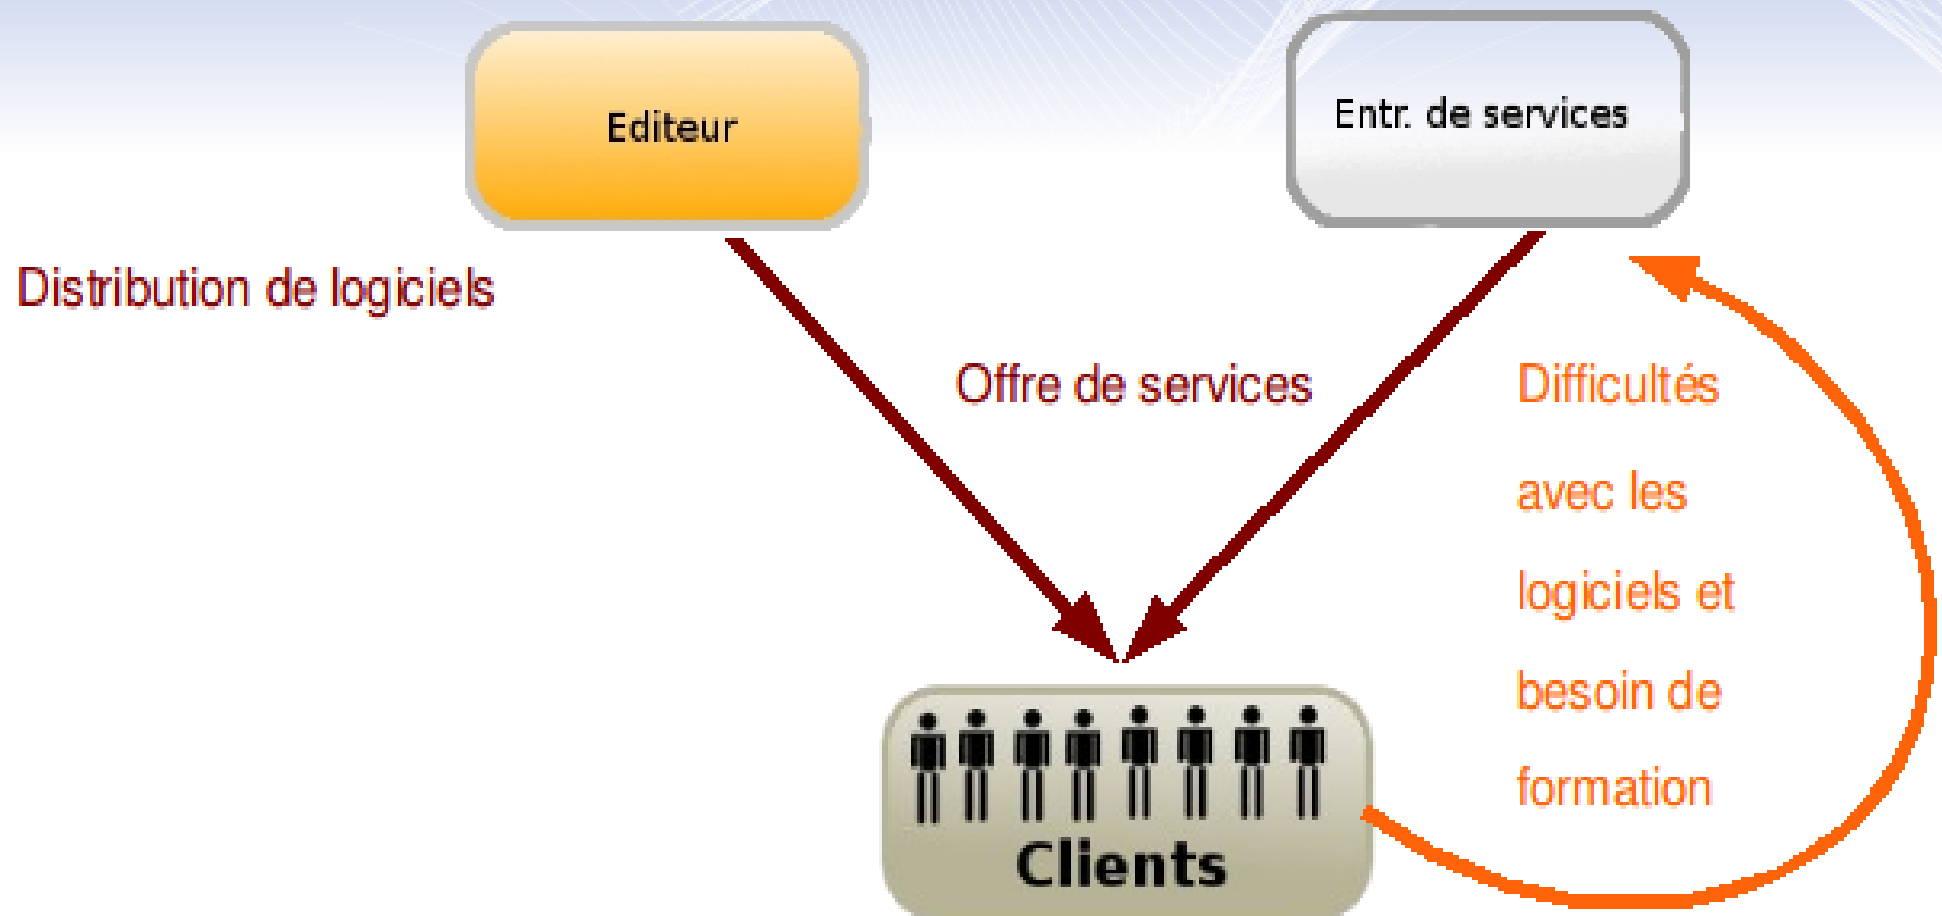 Editeur
Entr. de services
Distribution de logiciels
Offre de services
Difficultés
avec les
logiciels et
besoin de
formation
Clients